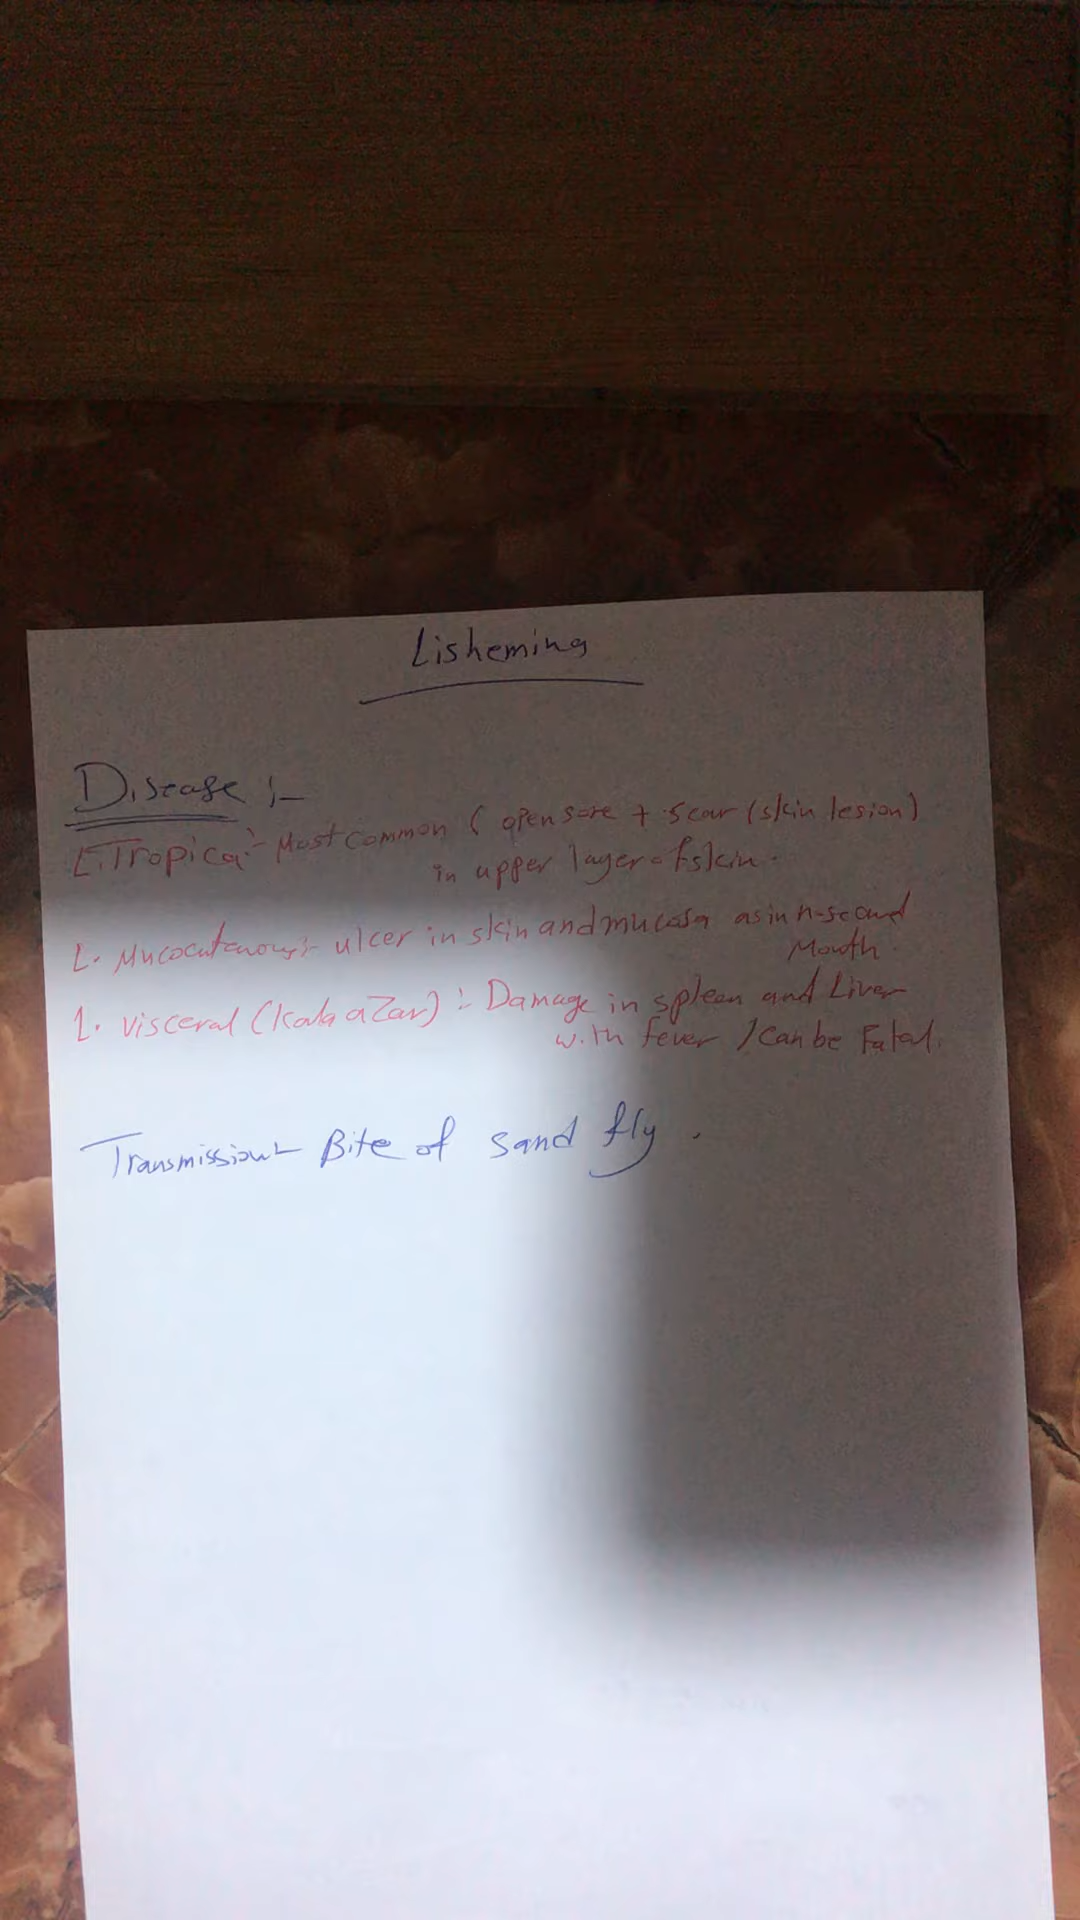 Lisheming
Disease :-
L.Tropica:- Most common ( open sore + scar (skin lesion)
in upper layer of skin.
L. Mucocutenous:- ulcer in skin and mucosa as in nose and
Mouth
L. visceral (kala aZar) :- Damage in spleen and Liver
with fever / Can be Fatal.
Transmission:- Bite of sand fly .